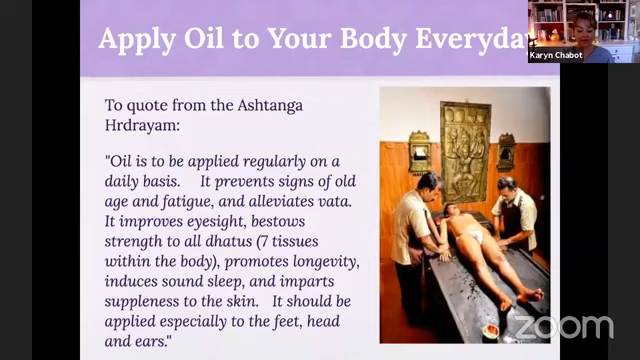 Apply Oil to Your Body Everyday
Karyn Chabot
To quote from the Ashtanga
Hrdrayam:
"Oil is to be applied regularly on a
daily basis. It prevents signs of old
age and fatigue, and alleviates vata.
It improves eyesight, bestows
strength to all dhatus (7 tissues
within the body), promotes longevity,
induces sound sleep, and imparts
suppleness to the skin. It should be
applied especially to the feet, head
and ears."
zoom